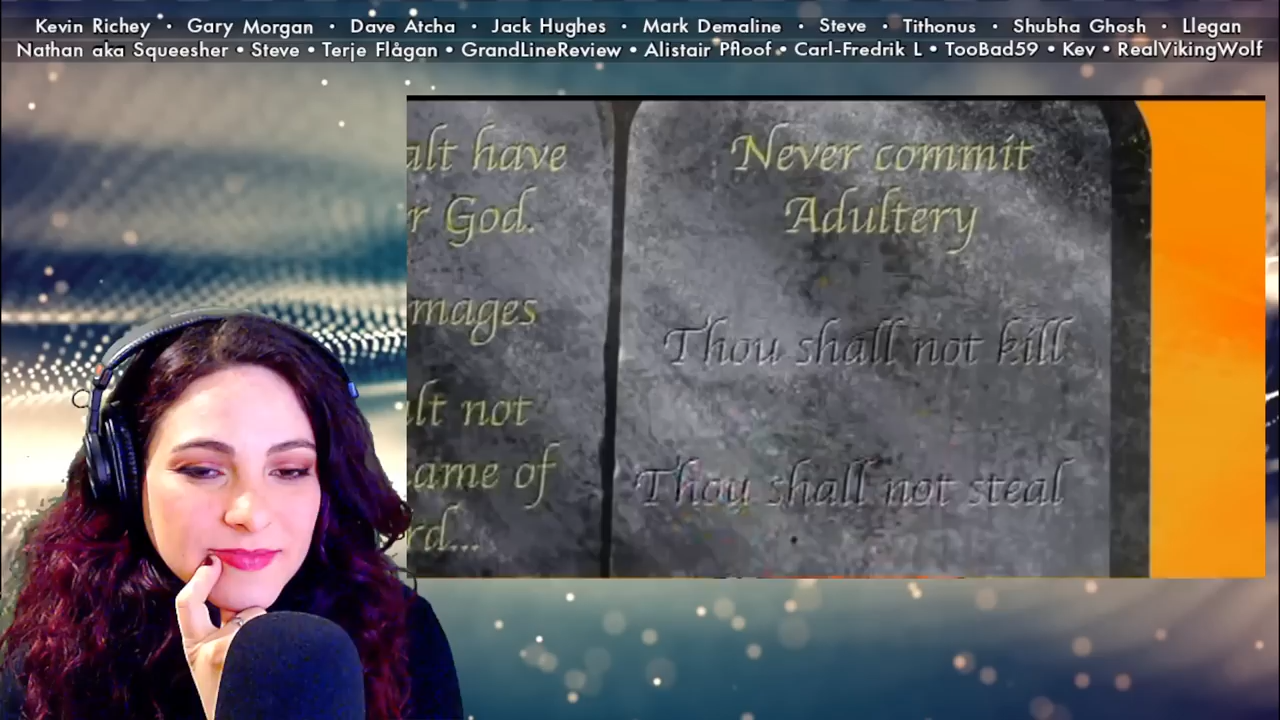 Kevin Richey • Gary Morgan • Dave Atcha • Jack Hughes • Mark Demaline • Steve • Tithonus • Shubha Ghosh • Llegan
Nathan aka Squeesher • Steve • Terje Flågan • GrandLineReview • Alistair Pfloof • Carl-Fredrik L • TooBad59 • Kev • RealVikingWolf
alt have
r God.
mages
lt not
ame of
rd...
Never commit
Adultery
Thou shall not kill
Thou shall not steal